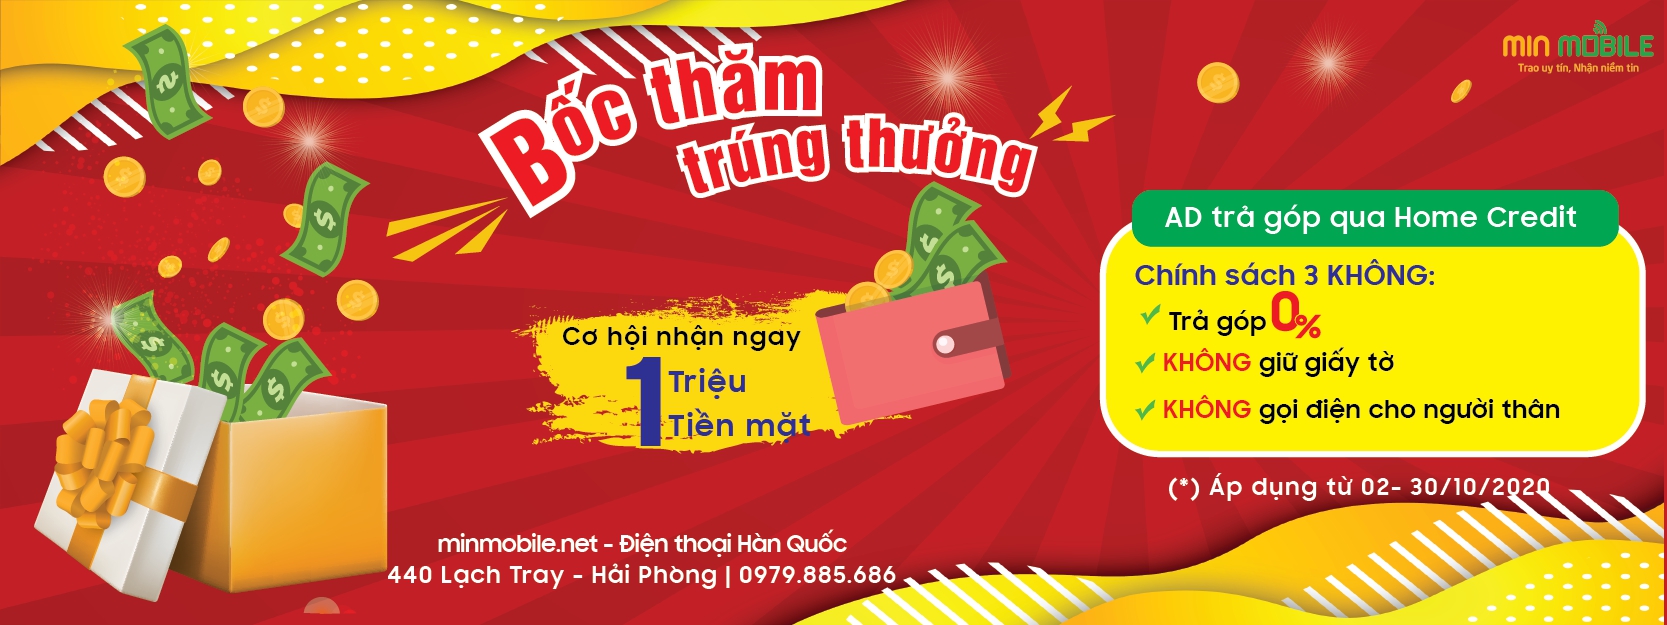 MIN MOBILE
Trao uy tín, Nhận niềm tin
Bốc thăm
trúng thưởng
Cơ hội nhận ngay
1 Triệu
Tiền mặt
AD trả góp qua Home Credit
Chính sách 3 KHÔNG:
Trả góp 0%
KHÔNG giữ giấy tờ
KHÔNG gọi điện cho người thân
(*) Áp dụng từ 02- 30/10/2020
minmobile.net - Điện thoại Hàn Quốc
440 Lạch Tray - Hải Phòng | 0979.885.686